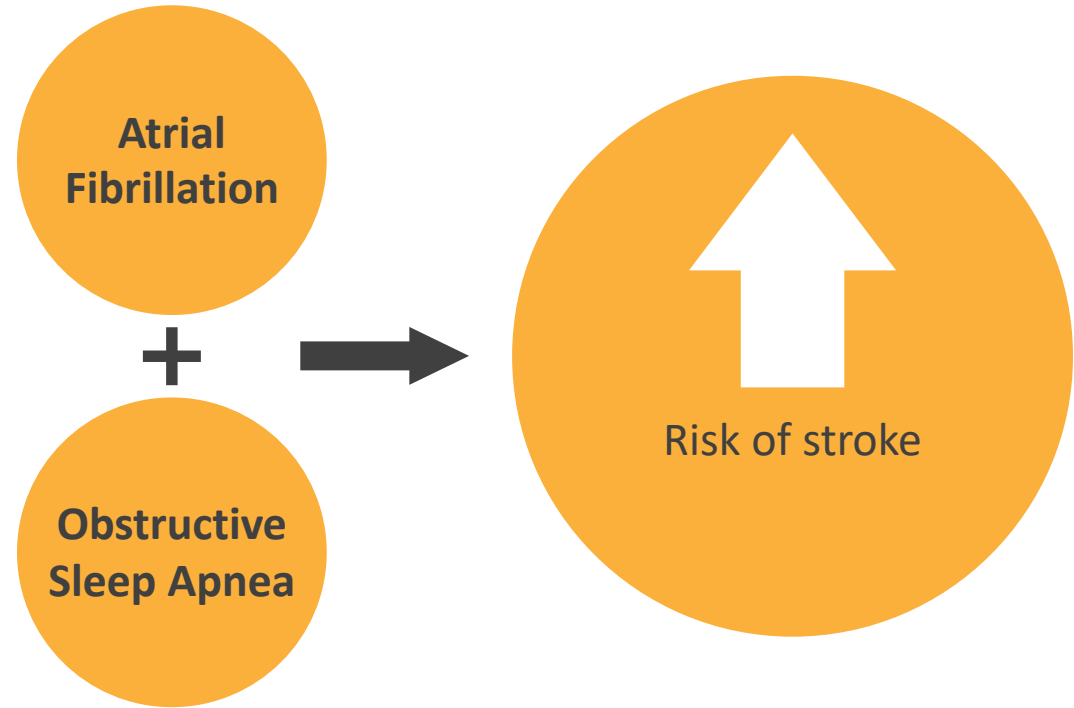 Atrial
Fibrillation
+
Obstructive
Sleep Apnea
Risk of stroke